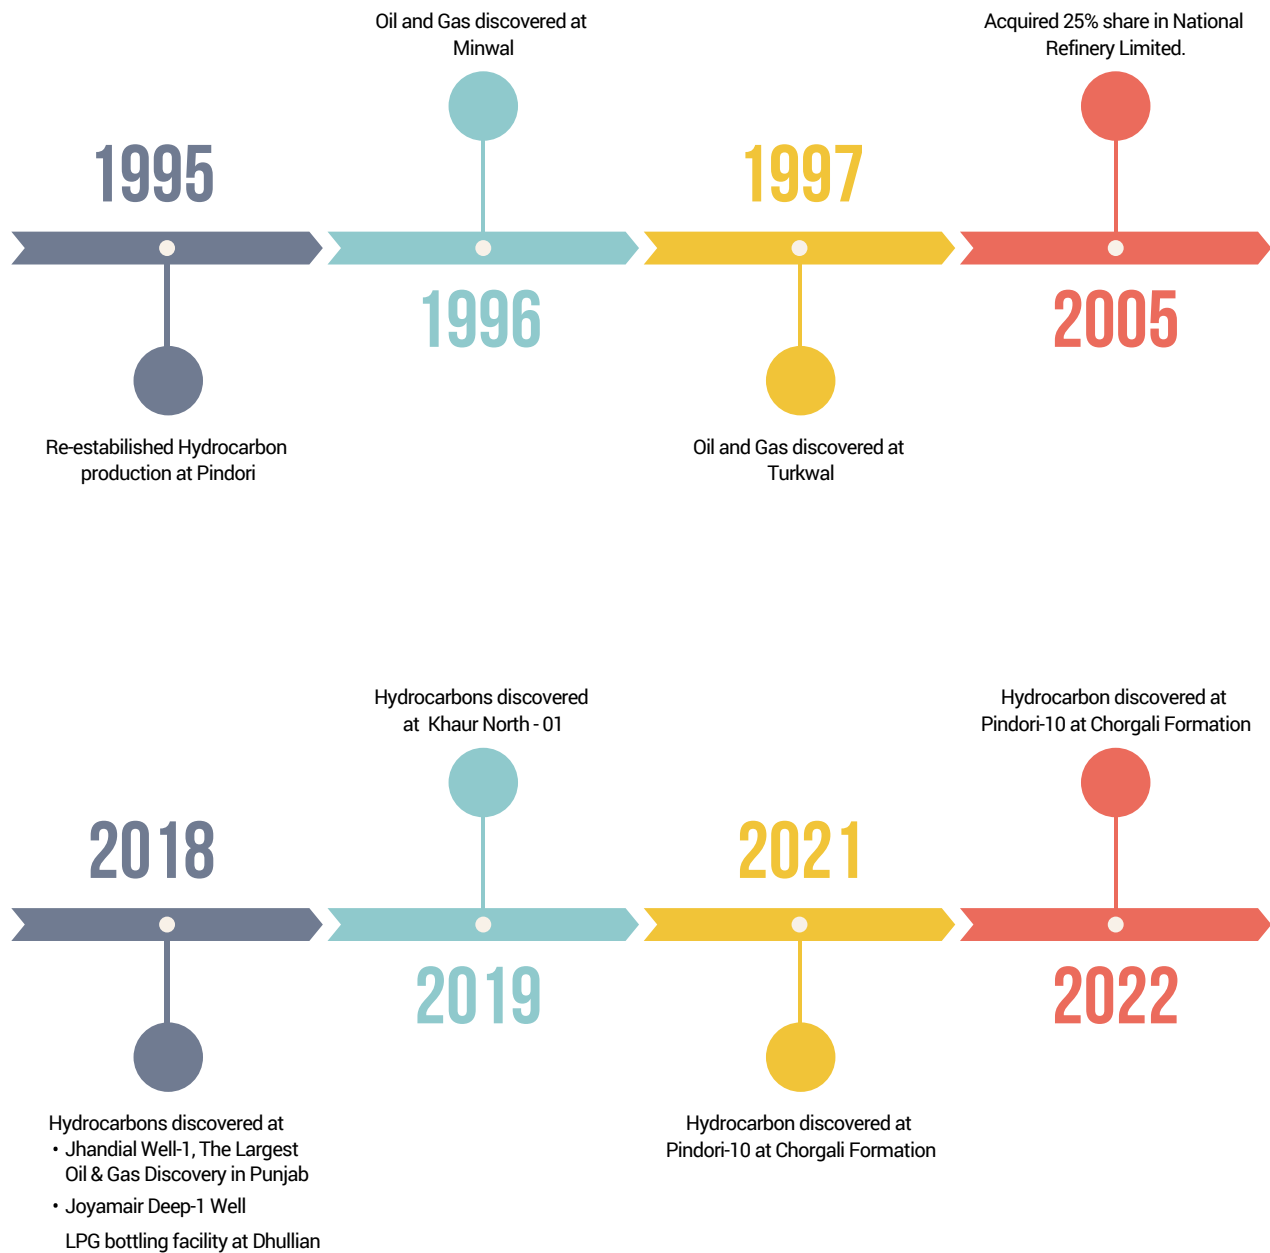 Oil and Gas discovered at
Minwal
Acquired 25% share in National
Refinery Limited.
1995
1997
1996
2005
Re-estabilished Hydrocarbon
production at Pindori
Oil and Gas discovered at
Turkwal
Hydrocarbons discovered
at Khaur North - 01
Hydrocarbon discovered at
Pindori-10 at Chorgali Formation
2018
2021
2019
2022
Hydrocarbons discovered at
• Jhandial Well-1, The Largest
Oil & Gas Discovery in Punjab
• Joyamair Deep-1 Well
LPG bottling facility at Dhullian
Hydrocarbon discovered at
Pindori-10 at Chorgali Formation